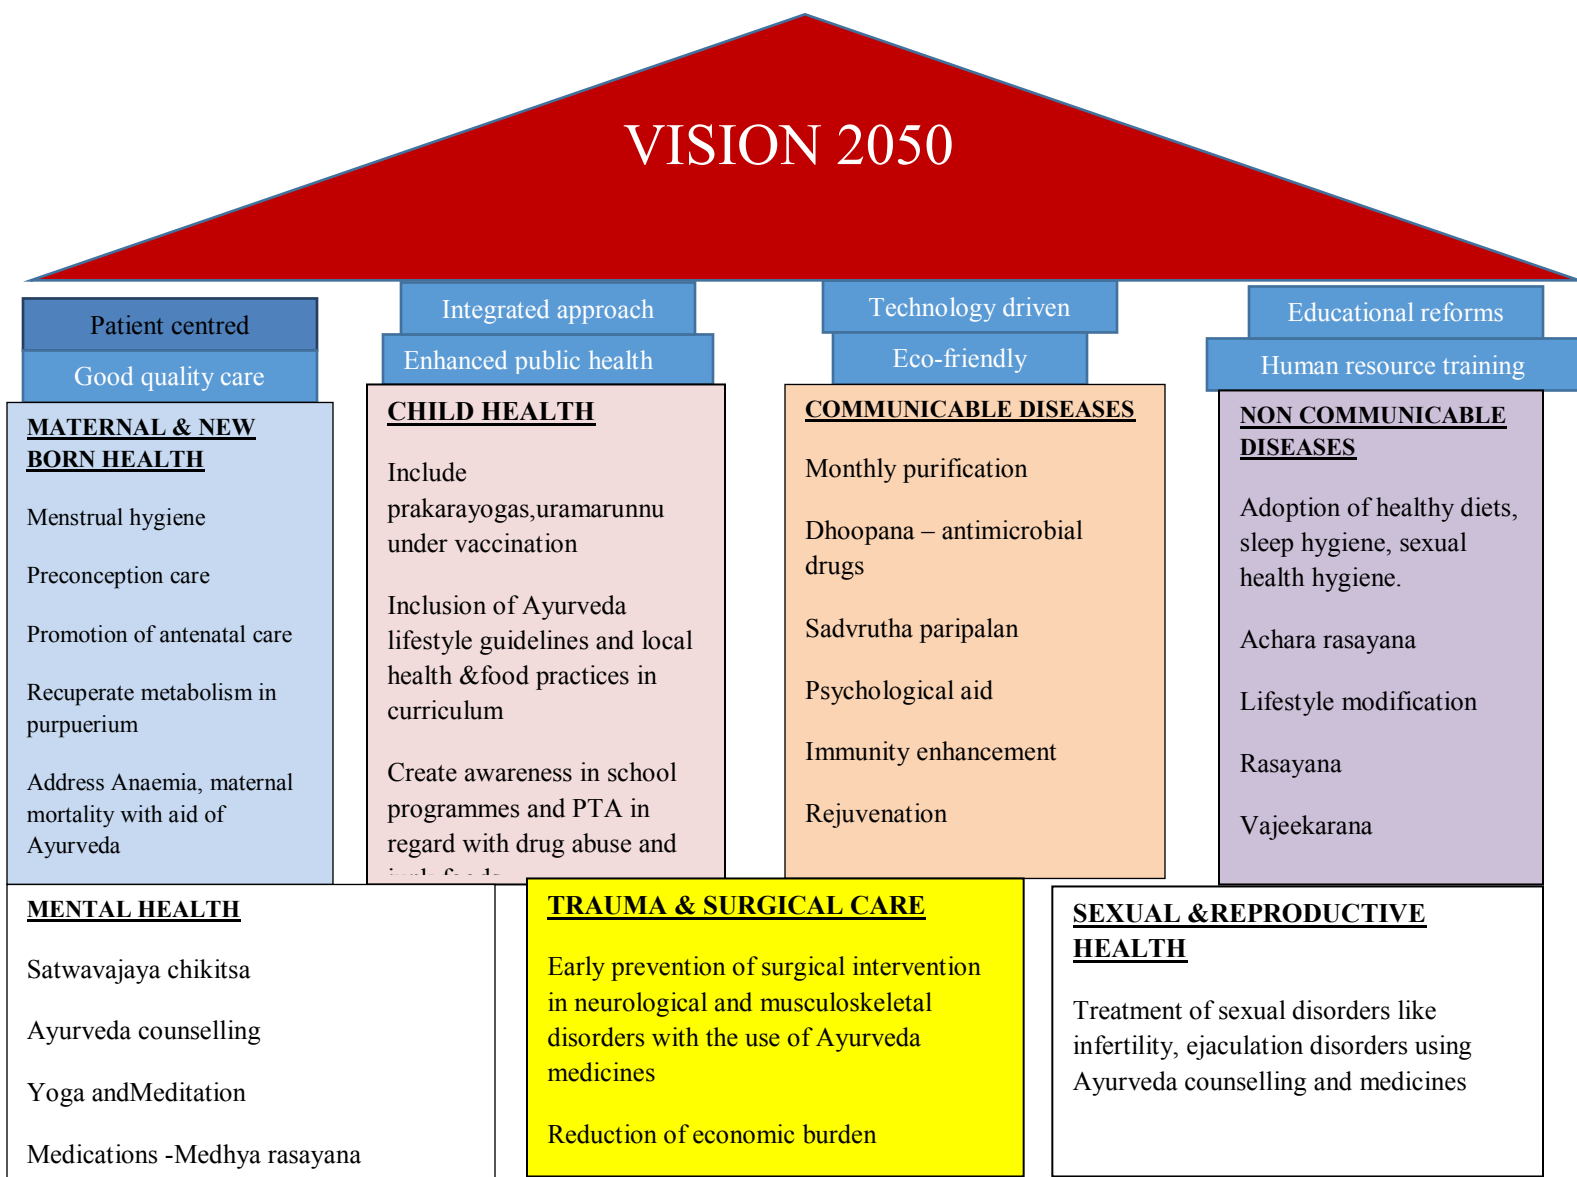 VISION 2050
Patient centred
Good quality care
Integrated approach
Enhanced public health
Technology driven
Eco-friendly
Educational reforms
Human resource training
MATERNAL & NEW
BORN HEALTH
Menstrual hygiene
Preconception care
Promotion of antenatal care
Recuperate metabolism in
purpuerium
Address Anaemia, maternal
mortality with aid of
Ayurveda
CHILD HEALTH
Include
prakarayogas,uramarunnu
under vaccination
Inclusion of Ayurveda
lifestyle guidelines and local
health &food practices in
curriculum
Create awareness in school
programmes and PTA in
regard with drug abuse and
COMMUNICABLE DISEASES
Monthly purification
Dhoopana – antimicrobial
drugs
Sadvrutha paripalan
Psychological aid
Immunity enhancement
Rejuvenation
NON COMMUNICABLE
DISEASES
Adoption of healthy diets,
sleep hygiene, sexual
health hygiene.
Achara rasayana
Lifestyle modification
Rasayana
Vajeekarana
MENTAL HEALTH
Satwavajaya chikitsa
Ayurveda counselling
Yoga andMeditation
Medications -Medhya rasayana
TRAUMA & SURGICAL CARE
Early prevention of surgical intervention
in neurological and musculoskeletal
disorders with the use of Ayurveda
medicines
Reduction of economic burden
SEXUAL &REPRODUCTIVE
HEALTH
Treatment of sexual disorders like
infertility, ejaculation disorders using
Ayurveda counselling and medicines